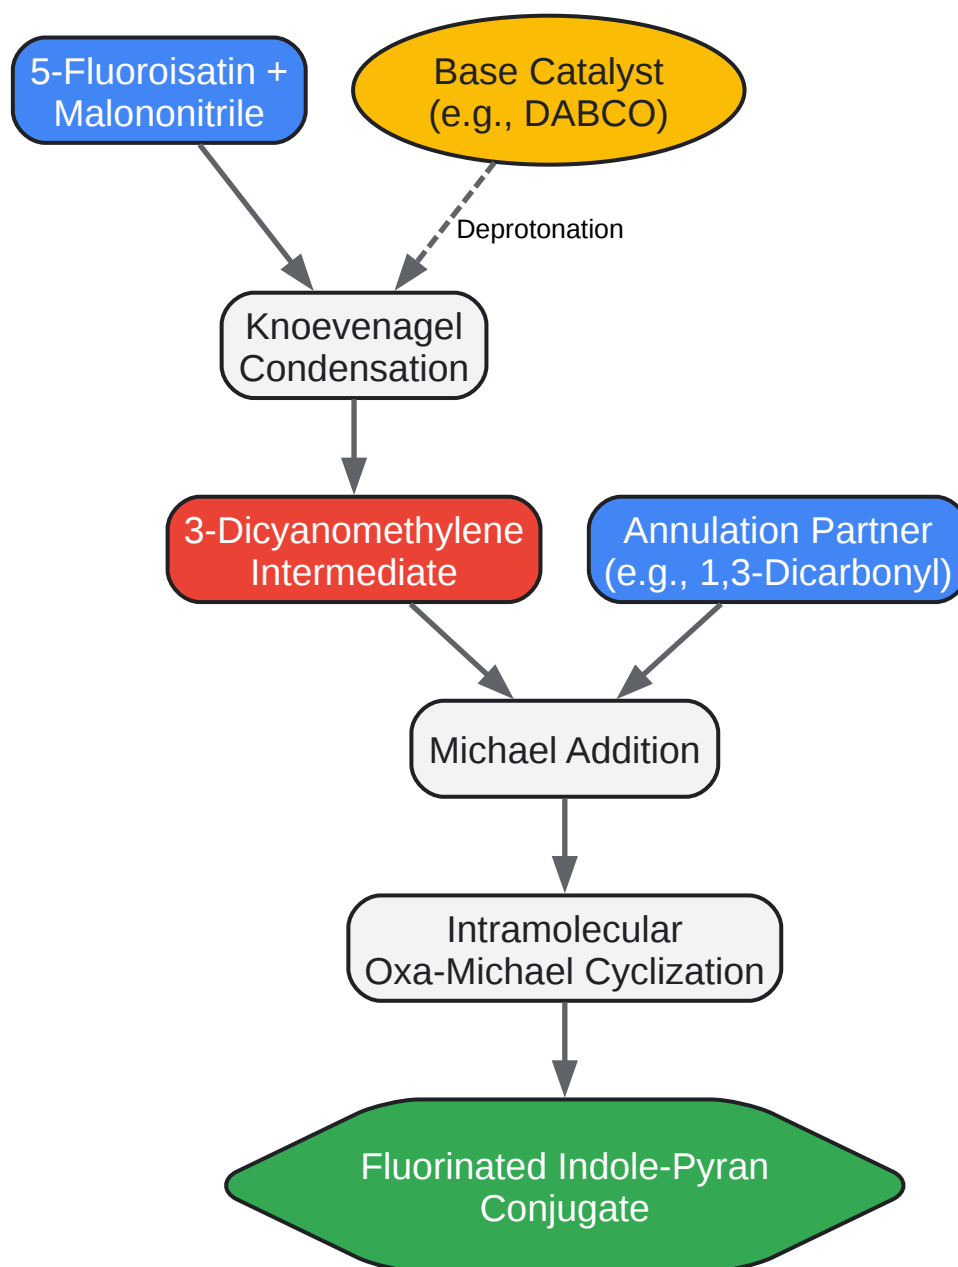 5-Fluoroisatin +
Malononitrile
Base Catalyst
(e.g., DABCO)
Deprotonation
Knoevenagel
Condensation
3-Dicyanomethylene
Intermediate
Annulation Partner
(e.g., 1,3-Dicarbonyl)
Michael Addition
Intramolecular
Oxa-Michael Cyclization
Fluorinated Indole-Pyran
Conjugate